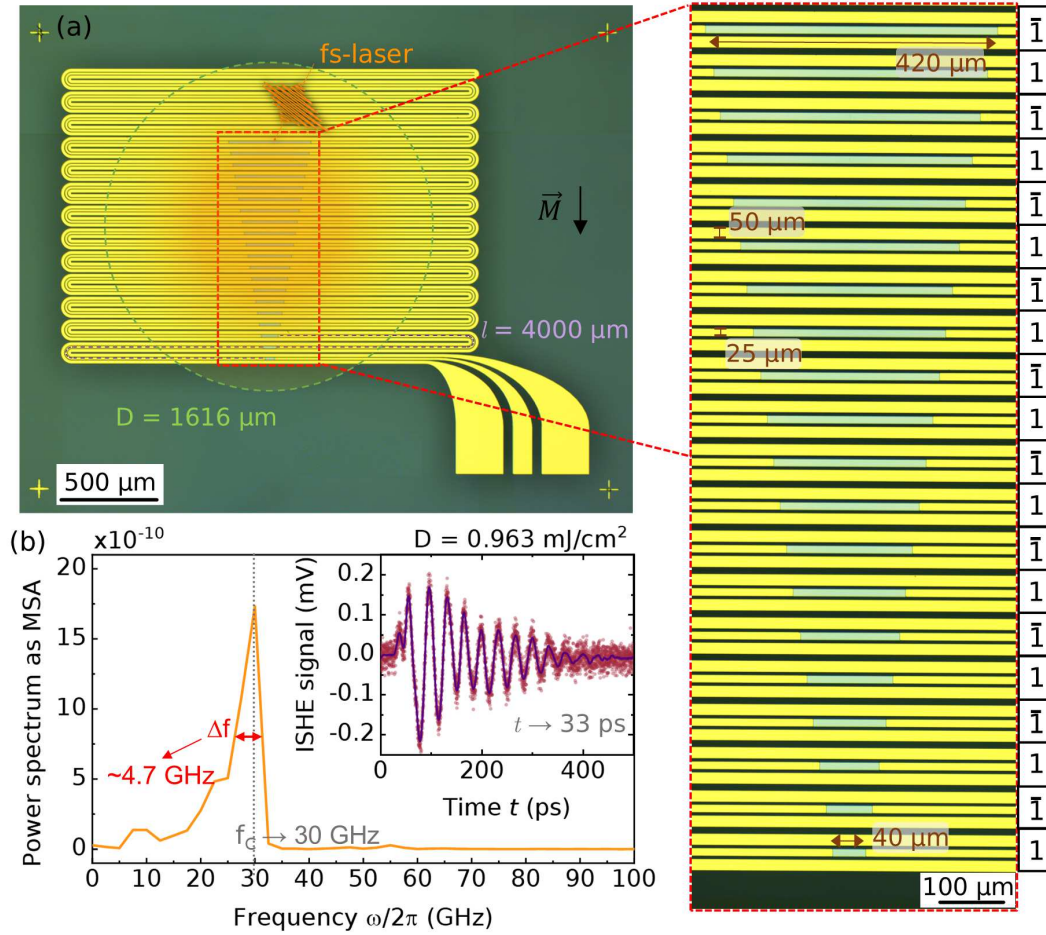 (a)
fs-laser
M
l = 4000 µm
D = 1616 µm
500 µm
420 µm
50 µm
25 µm
40 µm
100 µm
1̄
1
1̄
1
1̄
1
1̄
1
1̄
1
1̄
1
1̄
1
1̄
1
1̄
1
1̄
1
(b)
x10⁻¹⁰
D = 0.963 mJ/cm²
Power spectrum as MSA
20
15
10
5
0
Δf
~4.7 GHz
f_C → 30 GHz
0 10 20 30 40 50 60 70 80 90 100
Frequency ω/2π (GHz)
ISHE signal (mV)
0.2
0.1
0.0
-0.1
-0.2
t → 33 ps
0 200 400
Time t (ps)